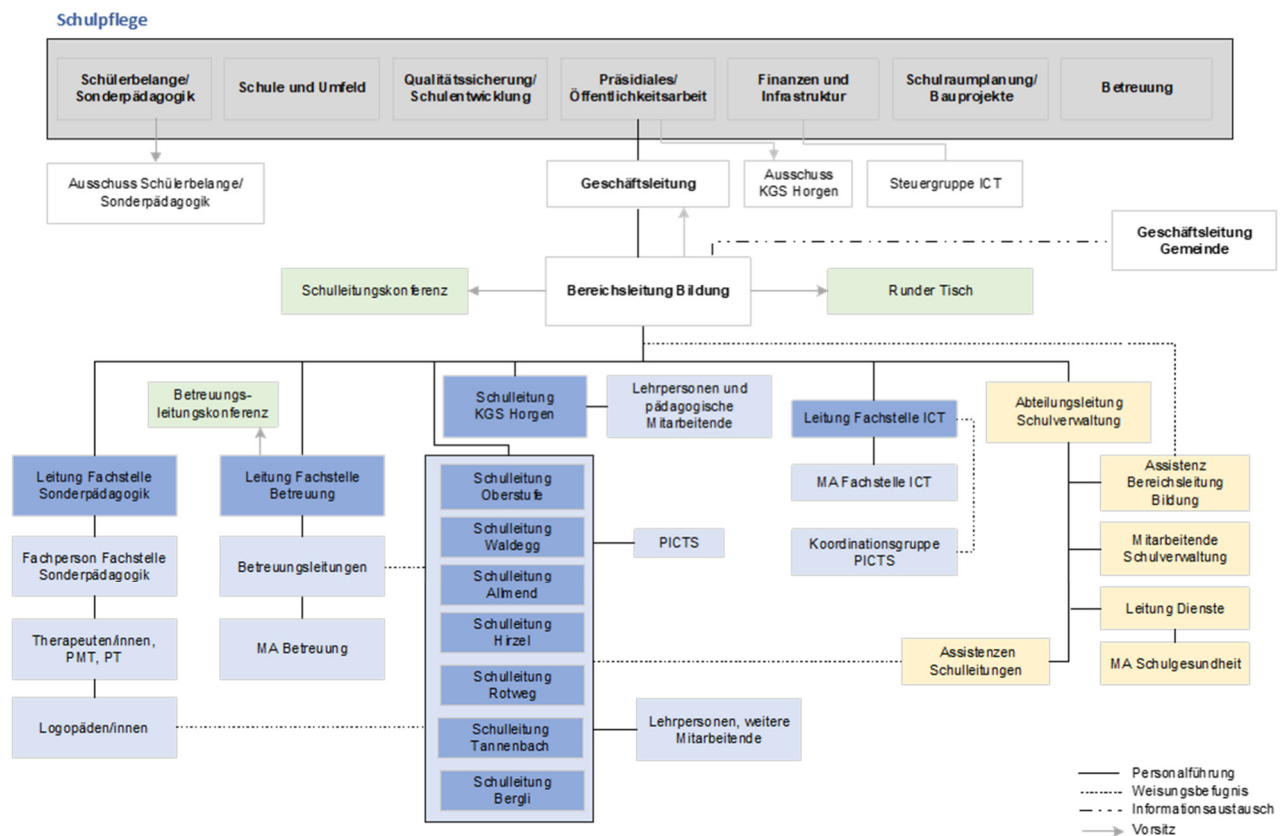 Schulpflege
Schülerbelange/
Sonderpädagogik
Schule und Umfeld
Qualitätssicherung/
Schulentwicklung
Präsidiales/
Öffentlichkeitsarbeit
Finanzen und
Infrastruktur
Schulraumplanung/
Bauprojekte
Betreuung
Ausschuss Schülerbelange/
Sonderpädagogik
Geschäftsleitung
Ausschuss
KGS Horgen
Steuergruppe ICT
Geschäftsleitung
Gemeinde
Schulleitungskonferenz
Bereichsleitung Bildung
Runder Tisch
Betreuungs-
leitungskonferenz
Schulleitung
KGS Horgen
Lehrpersonen und
pädagogische
Mitarbeitende
Leitung Fachstelle ICT
Abteilungsleitung
Schulverwaltung
Leitung Fachstelle
Sonderpädagogik
Leitung Fachstelle
Betreuung
Schulleitung
Oberstufe
MA Fachstelle ICT
Assistenz
Bereichsleitung
Bildung
Fachperson Fachstelle
Sonderpädagogik
Betreuungsleitungen
Schulleitung
Waldegg
PICTS
Koordinationsgruppe
PICTS
Mitarbeitende
Schulverwaltung
Schulleitung
Allmend
Leitung Dienste
Therapeuten/innen,
PMT, PT
MA Betreuung
Schulleitung
Hirzel
Assistenzen
Schulleitungen
MA Schulgesundheit
Schulleitung
Rotweg
Logopäden/innen
Schulleitung
Tannenbach
Lehrpersonen, weitere
Mitarbeitende
Schulleitung
Bergli
Personalführung
Weisungsbefugnis
Informationsaustausch
Vorsitz